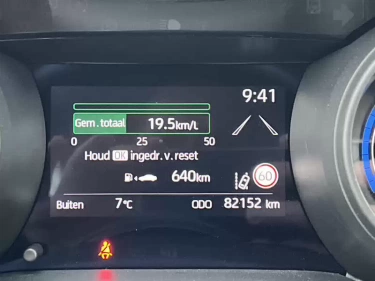 9:41
Gem. totaal 19.5km/L
0 25 50
Houd OK ingedr. v. reset
640km 60
Buiten 7°C ODO 82152 km